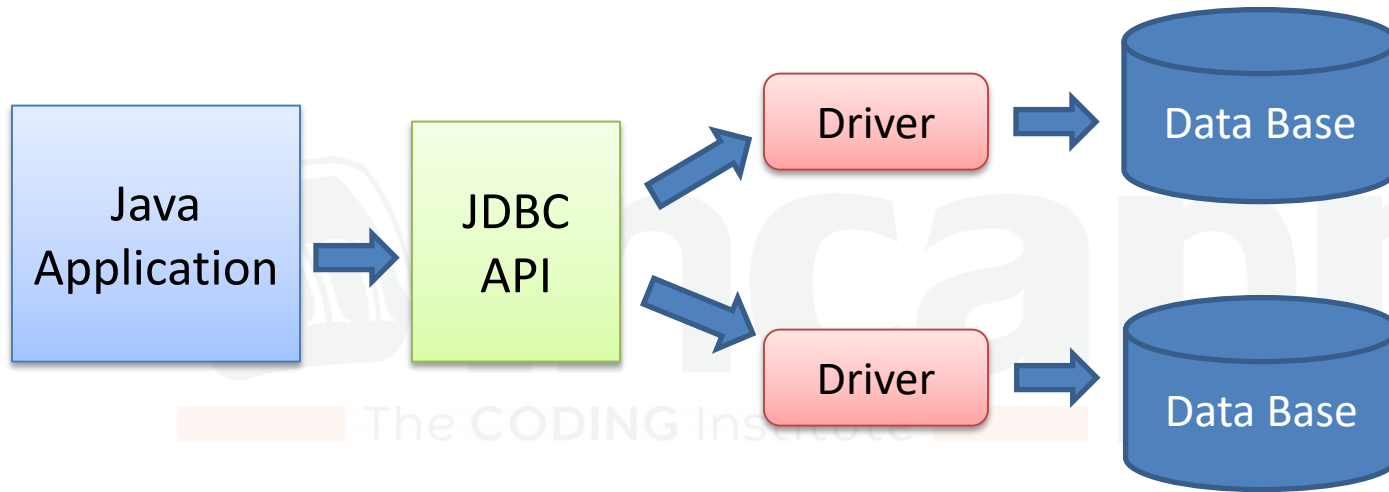 Java
Application
JDBC
API
Driver
Data Base
Driver
Data Base
The CODING Institute